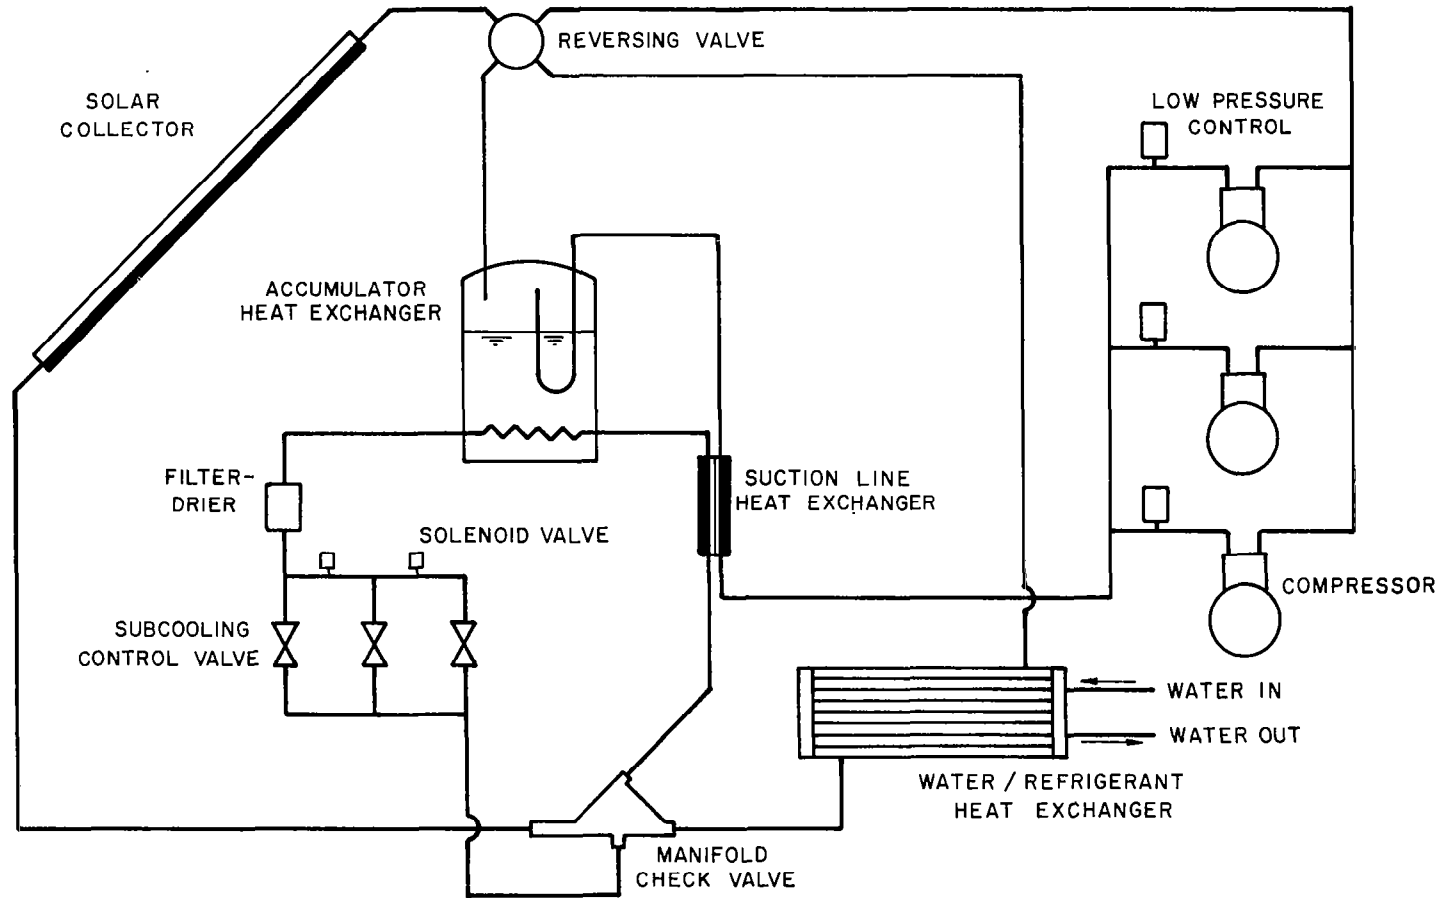 REVERSING VALVE
SOLAR
COLLECTOR
LOW PRESSURE
CONTROL
ACCUMULATOR
HEAT EXCHANGER
FILTER-
DRIER
SUCTION LINE
HEAT EXCHANGER
SOLENOID VALVE
COMPRESSOR
SUBCOOLING
CONTROL VALVE
WATER IN
WATER OUT
WATER / REFRIGERANT
HEAT EXCHANGER
MANIFOLD
CHECK VALVE